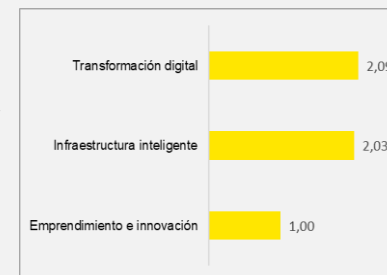 Transformación digital 2,09
Infraestructura inteligente 2,03
Emprendimiento e innovación 1,00